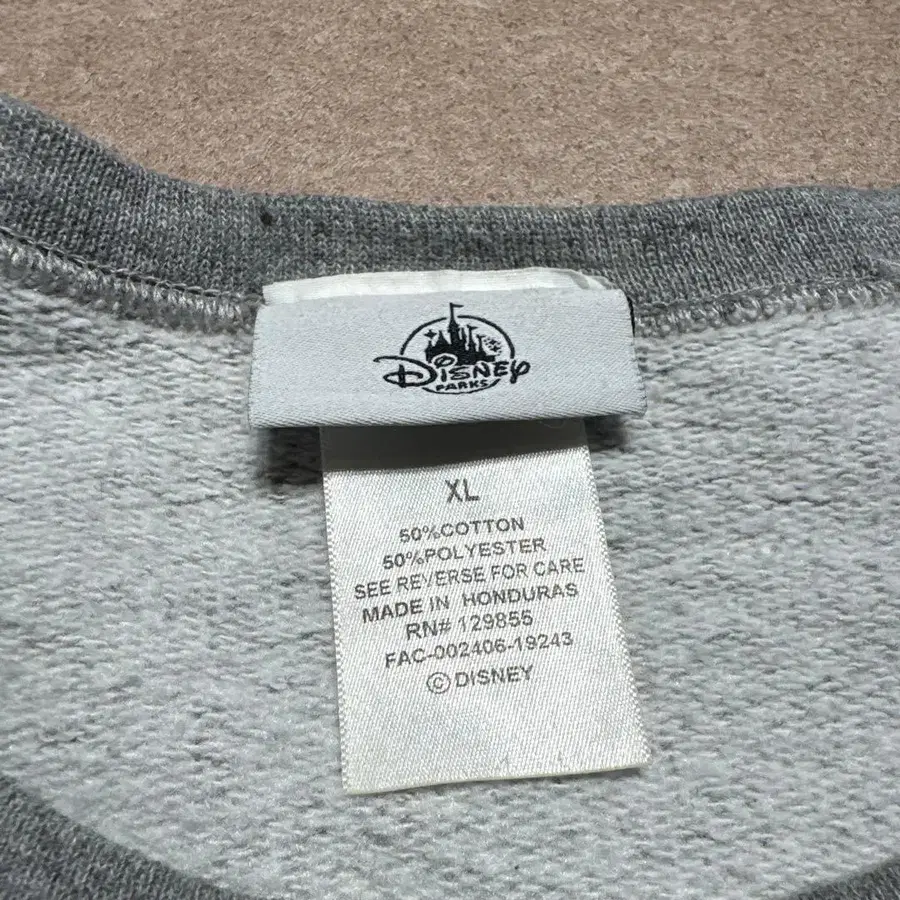 Disney
PARKS
XL
50%COTTON
50%POLYESTER
SEE REVERSE FOR CARE
MADE IN HONDURAS
RN# 129855
FAC-002406-19243
©DISNEY